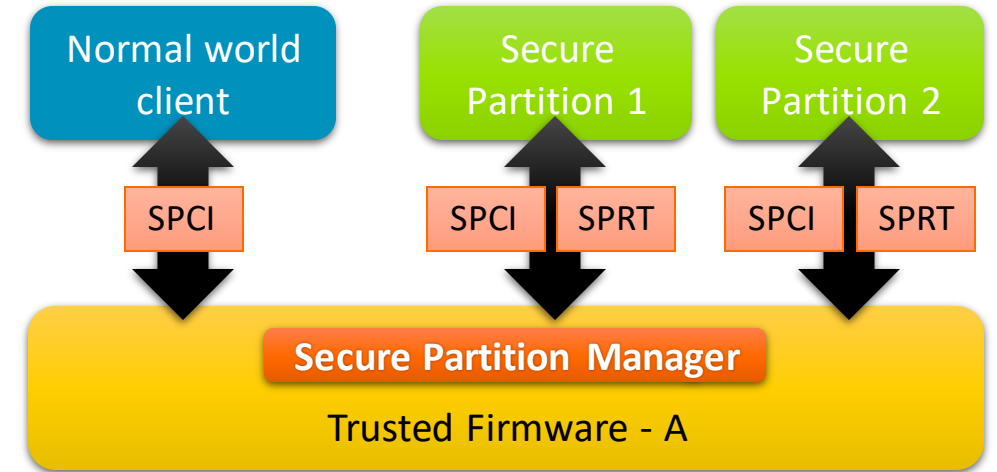 Normal world
client
Secure
Partition 1
Secure
Partition 2
SPCI
SPCI
SPRT
SPCI
SPRT
Secure Partition Manager
Trusted Firmware - A